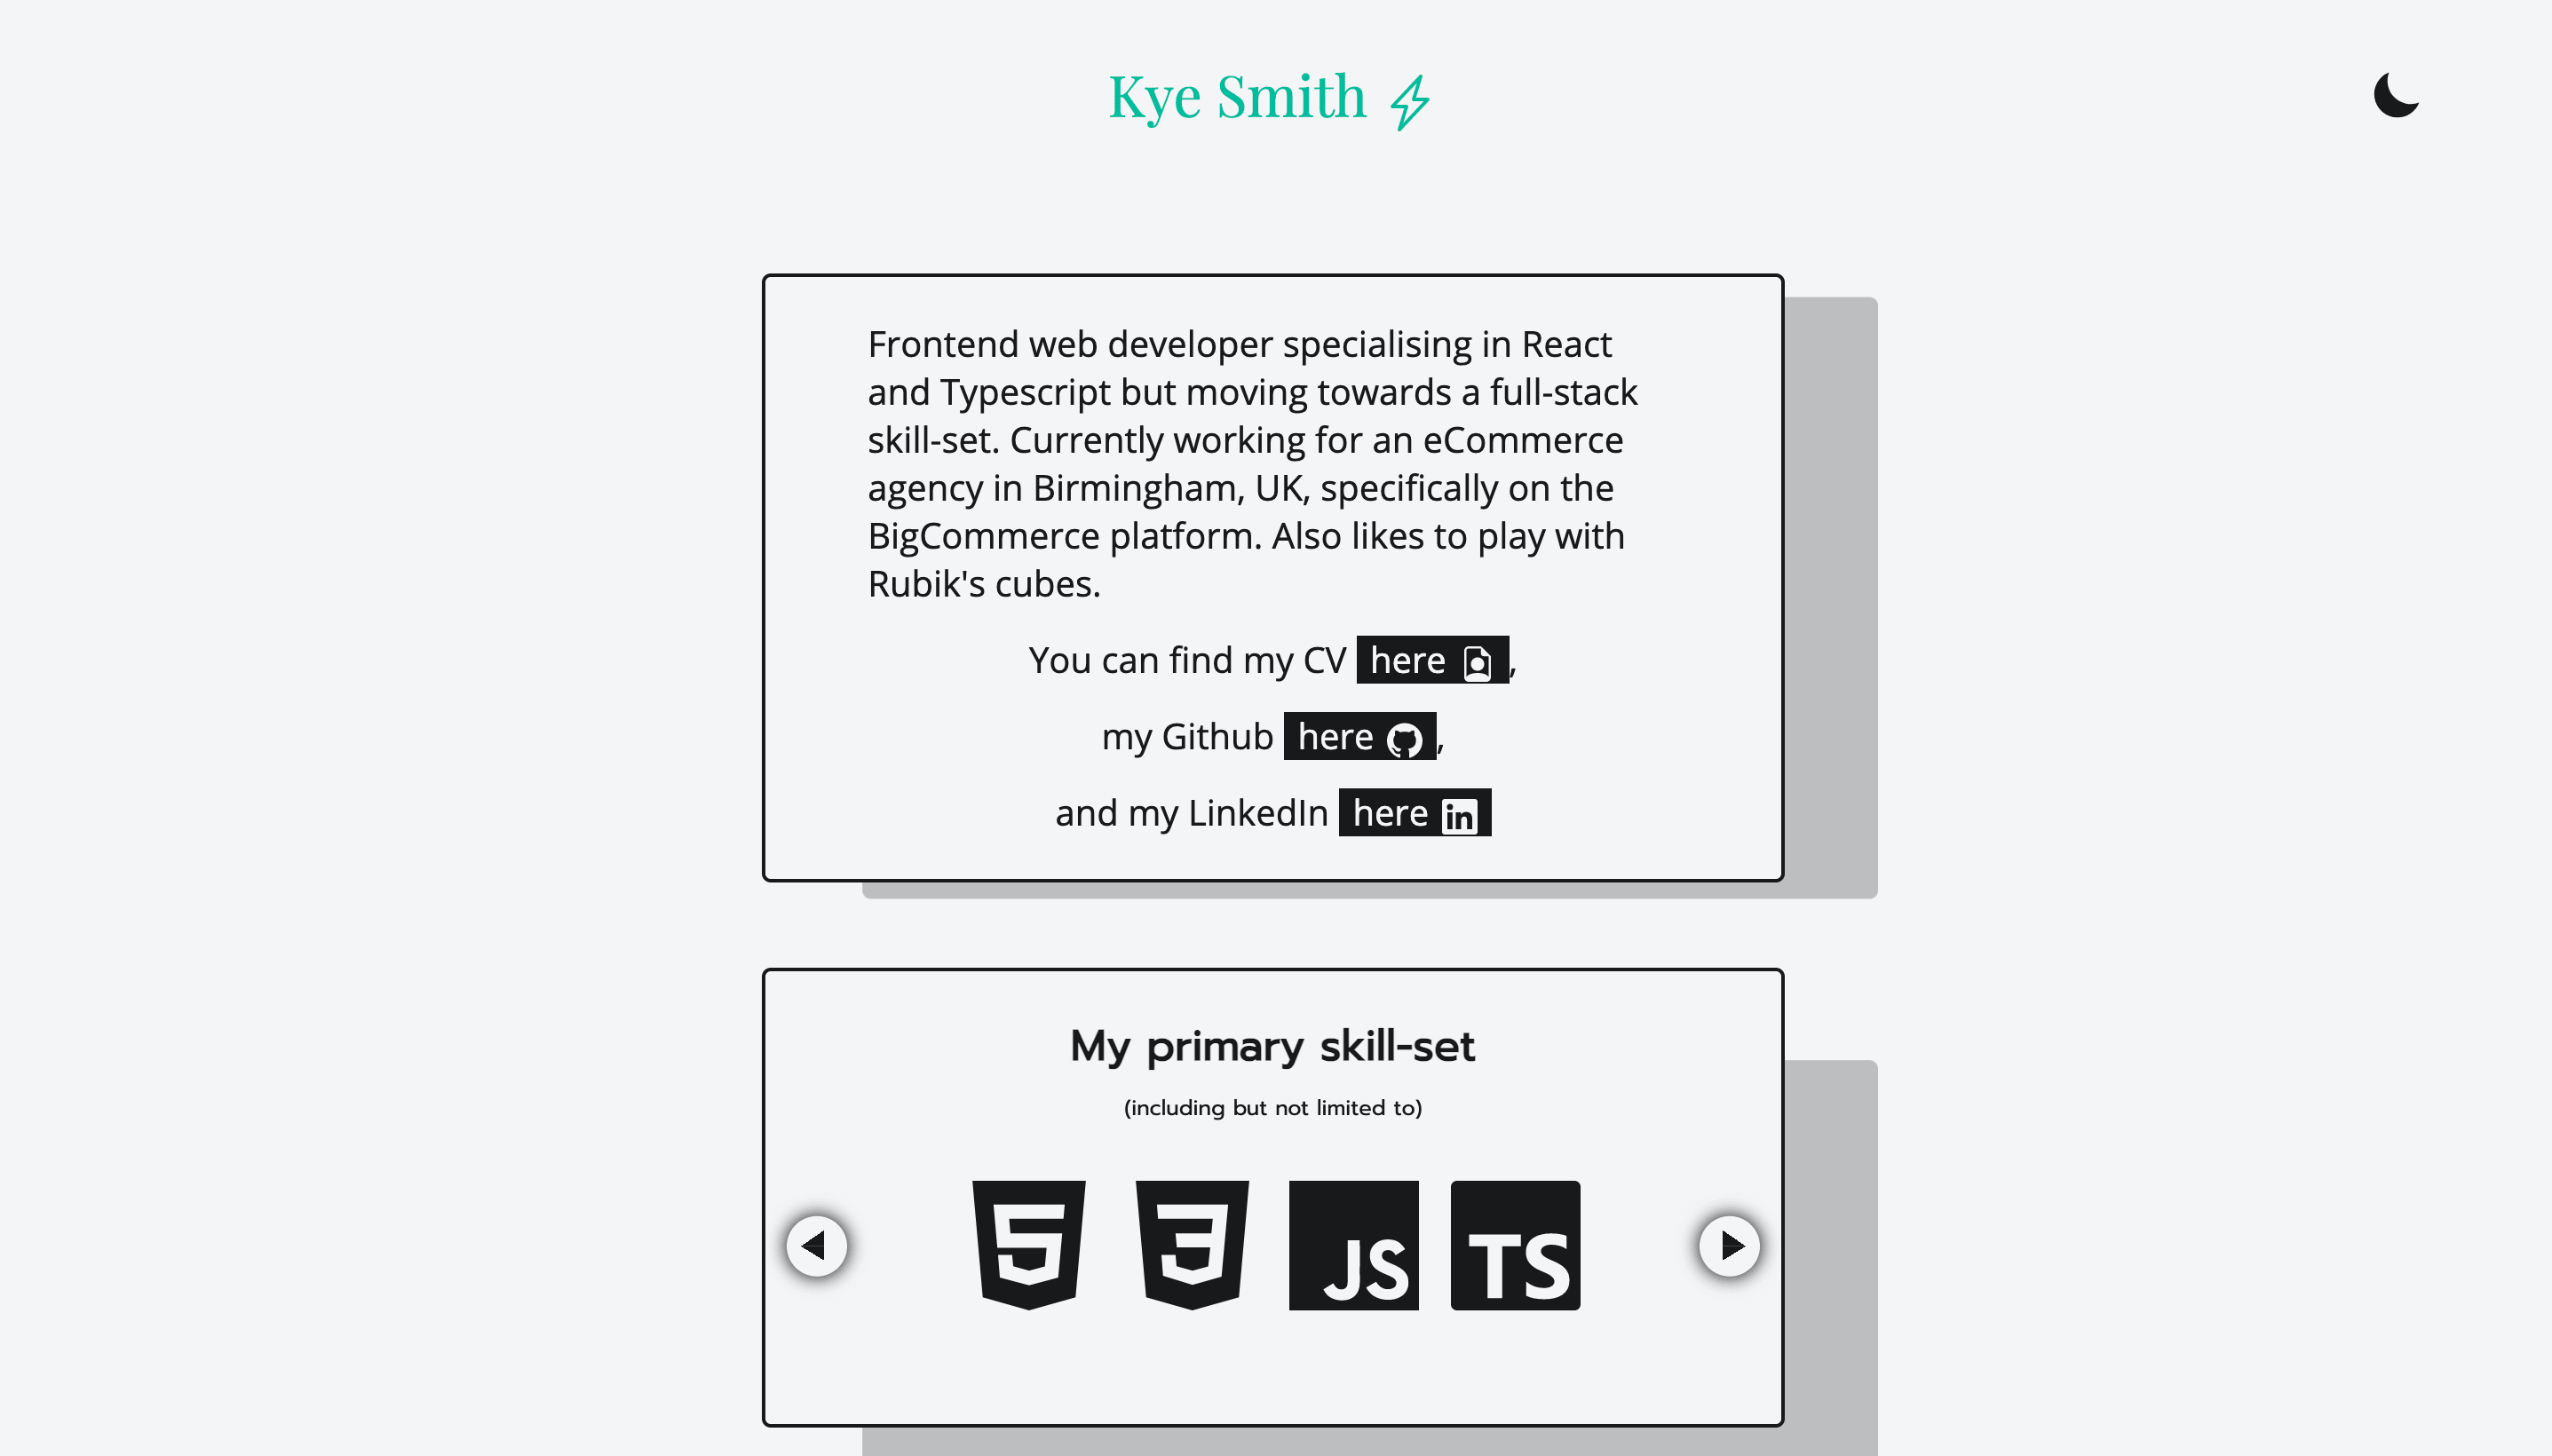 Kye Smith
Frontend web developer specialising in React
and Typescript but moving towards a full-stack
skill-set. Currently working for an eCommerce
agency in Birmingham, UK, specifically on the
BigCommerce platform. Also likes to play with
Rubik's cubes.
You can find my CV here ,
my Github here ,
and my LinkedIn here in
My primary skill-set
(including but not limited to)
5 3 JS TS